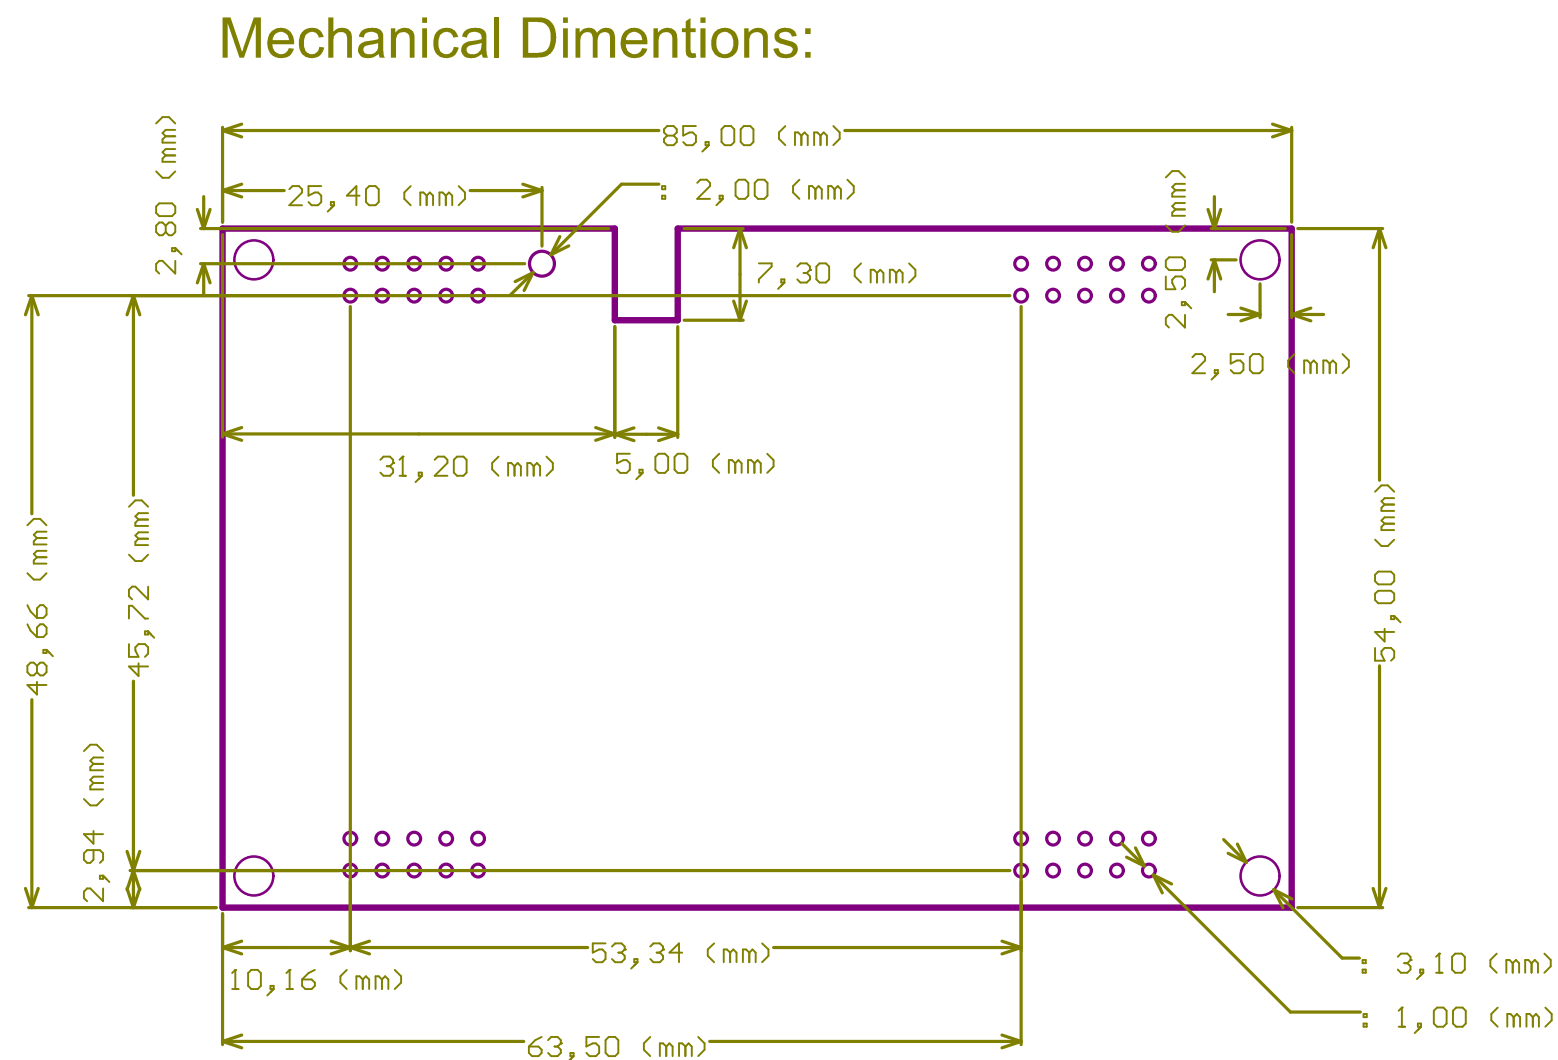 Mechanical Dimentions:
85,00 (mm)
25,40 (mm)
: 2,00 (mm)
2,80 (mm)
7,30 (mm)
2,50 (mm)
2,50 (mm)
31,20 (mm)
5,00 (mm)
48,66 (mm)
45,72 (mm)
54,00 (mm)
2,94 (mm)
53,34 (mm)
10,16 (mm)
: 3,10 (mm)
: 1,00 (mm)
63,50 (mm)